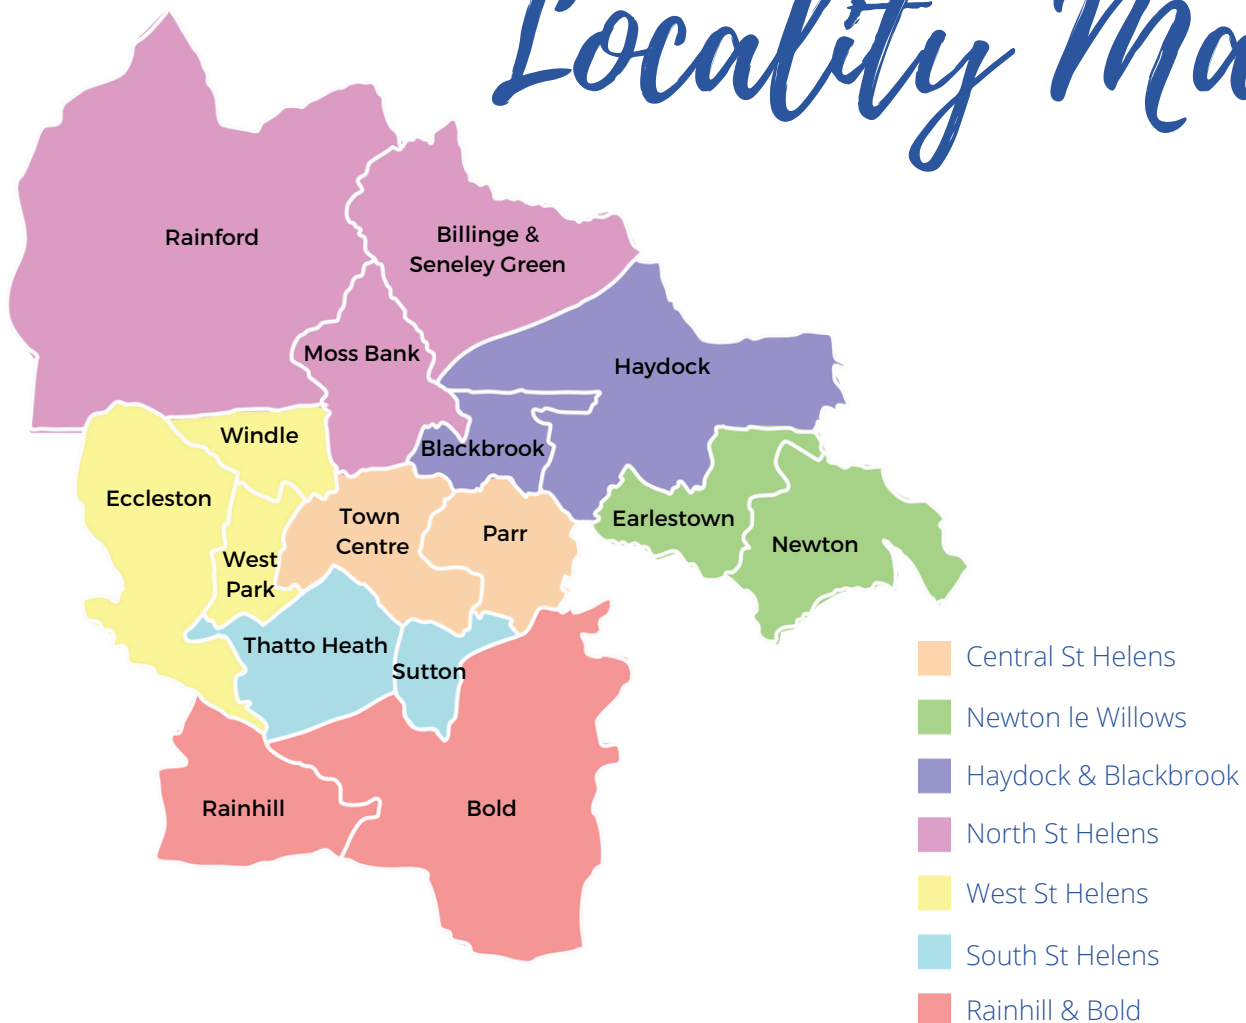 Locality Ma
Rainford
Billinge &
Seneley Green
Moss Bank
Haydock
Windle
Blackbrook
Eccleston
Town
Centre
Parr
Earlestown
Newton
West
Park
Thatto Heath
Sutton
Rainhill
Bold
Central St Helens
Newton le Willows
Haydock & Blackbrook
North St Helens
West St Helens
South St Helens
Rainhill & Bold